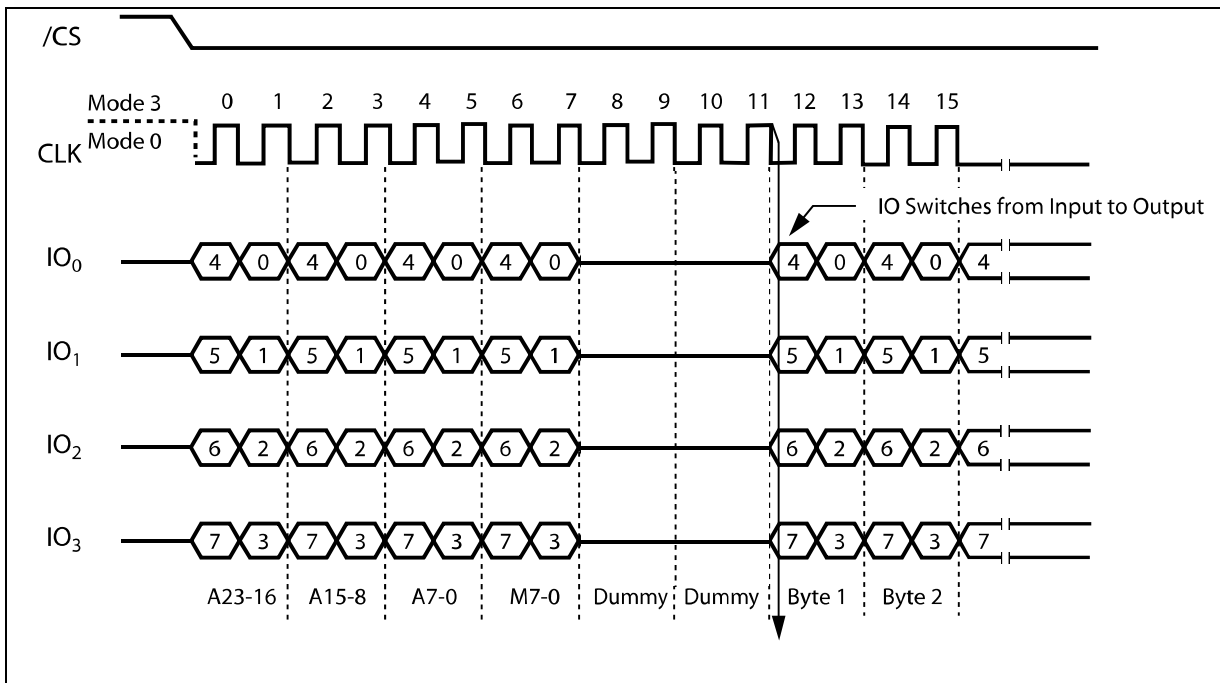 /CS
Mode 3
0 1 2 3 4 5 6 7 8 9 10 11 12 13 14 15
CLK
Mode 0
IO Switches from Input to Output
IO0 4 0 4 0 4 0 4 0 4 0 4 0 4
IO1 5 1 5 1 5 1 5 1 5 1 5 1 5
IO2 6 2 6 2 6 2 6 2 6 2 6 2 6
IO3 7 3 7 3 7 3 7 3 7 3 7 3 7
A23-16 A15-8 A7-0 M7-0 Dummy Dummy Byte 1 Byte 2